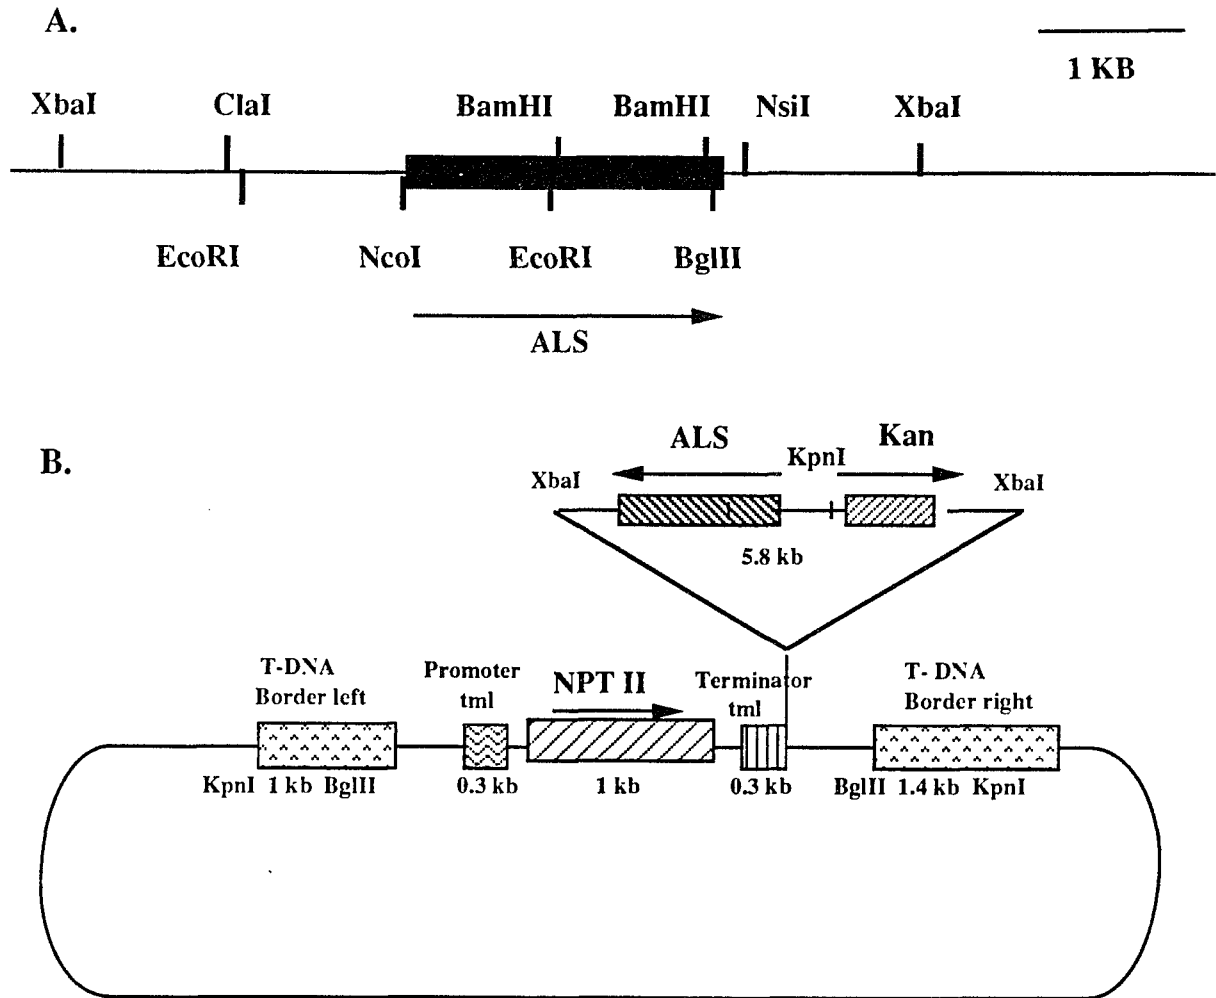 A.
1 KB
XbaI ClaI BamHI BamHI NsiI XbaI
EcoRI NcoI EcoRI BglII
ALS
B.
ALS KpnI Kan
XbaI XbaI
5.8 kb
T-DNA
Border left
Promoter
tml
NPT II
Terminator
tml
T- DNA
Border right
KpnI 1 kb BglII 0.3 kb 1 kb 0.3 kb BglII 1.4 kb KpnI